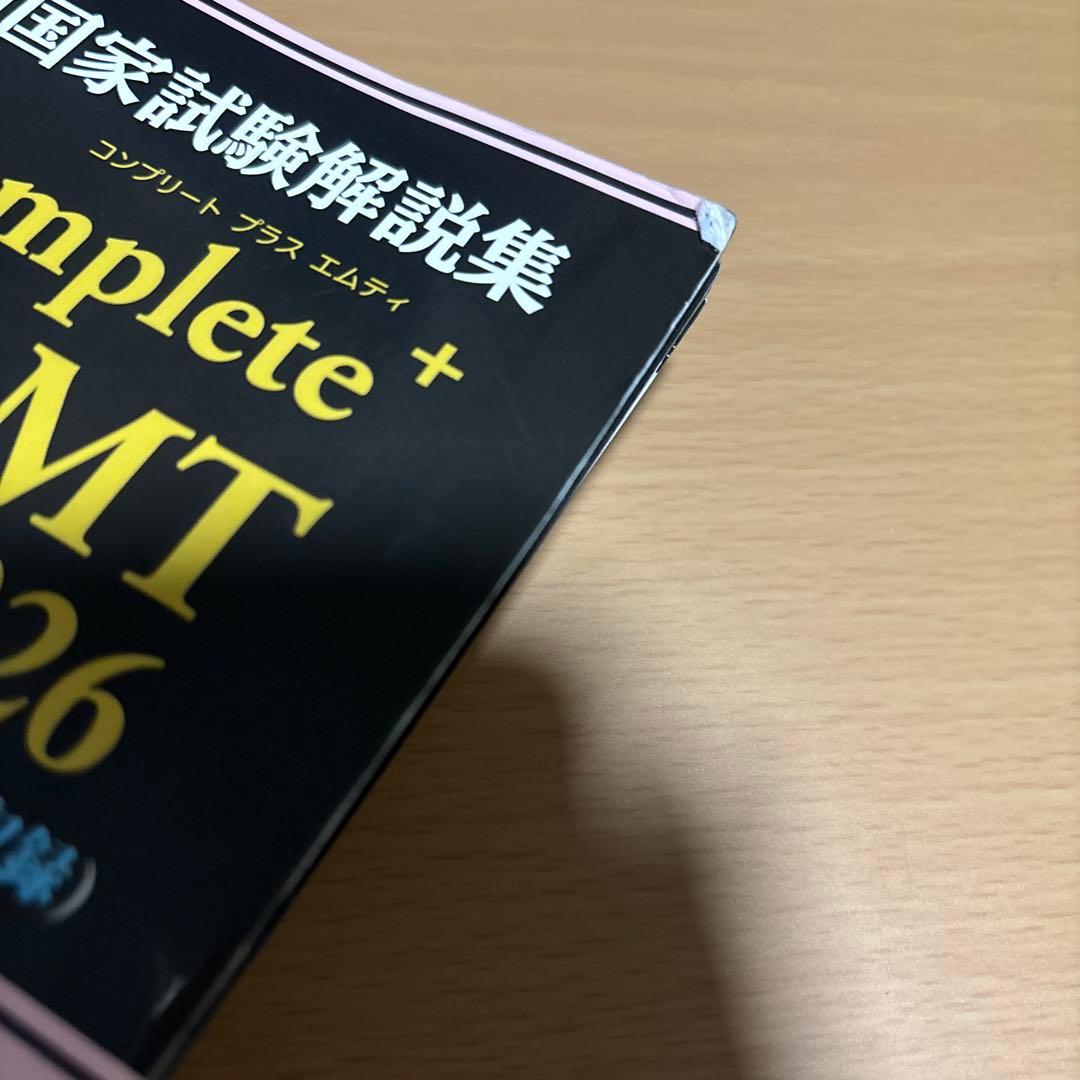 国家試験解説集
コンプリート プラス エムティ
mplete+
MT
26
録)